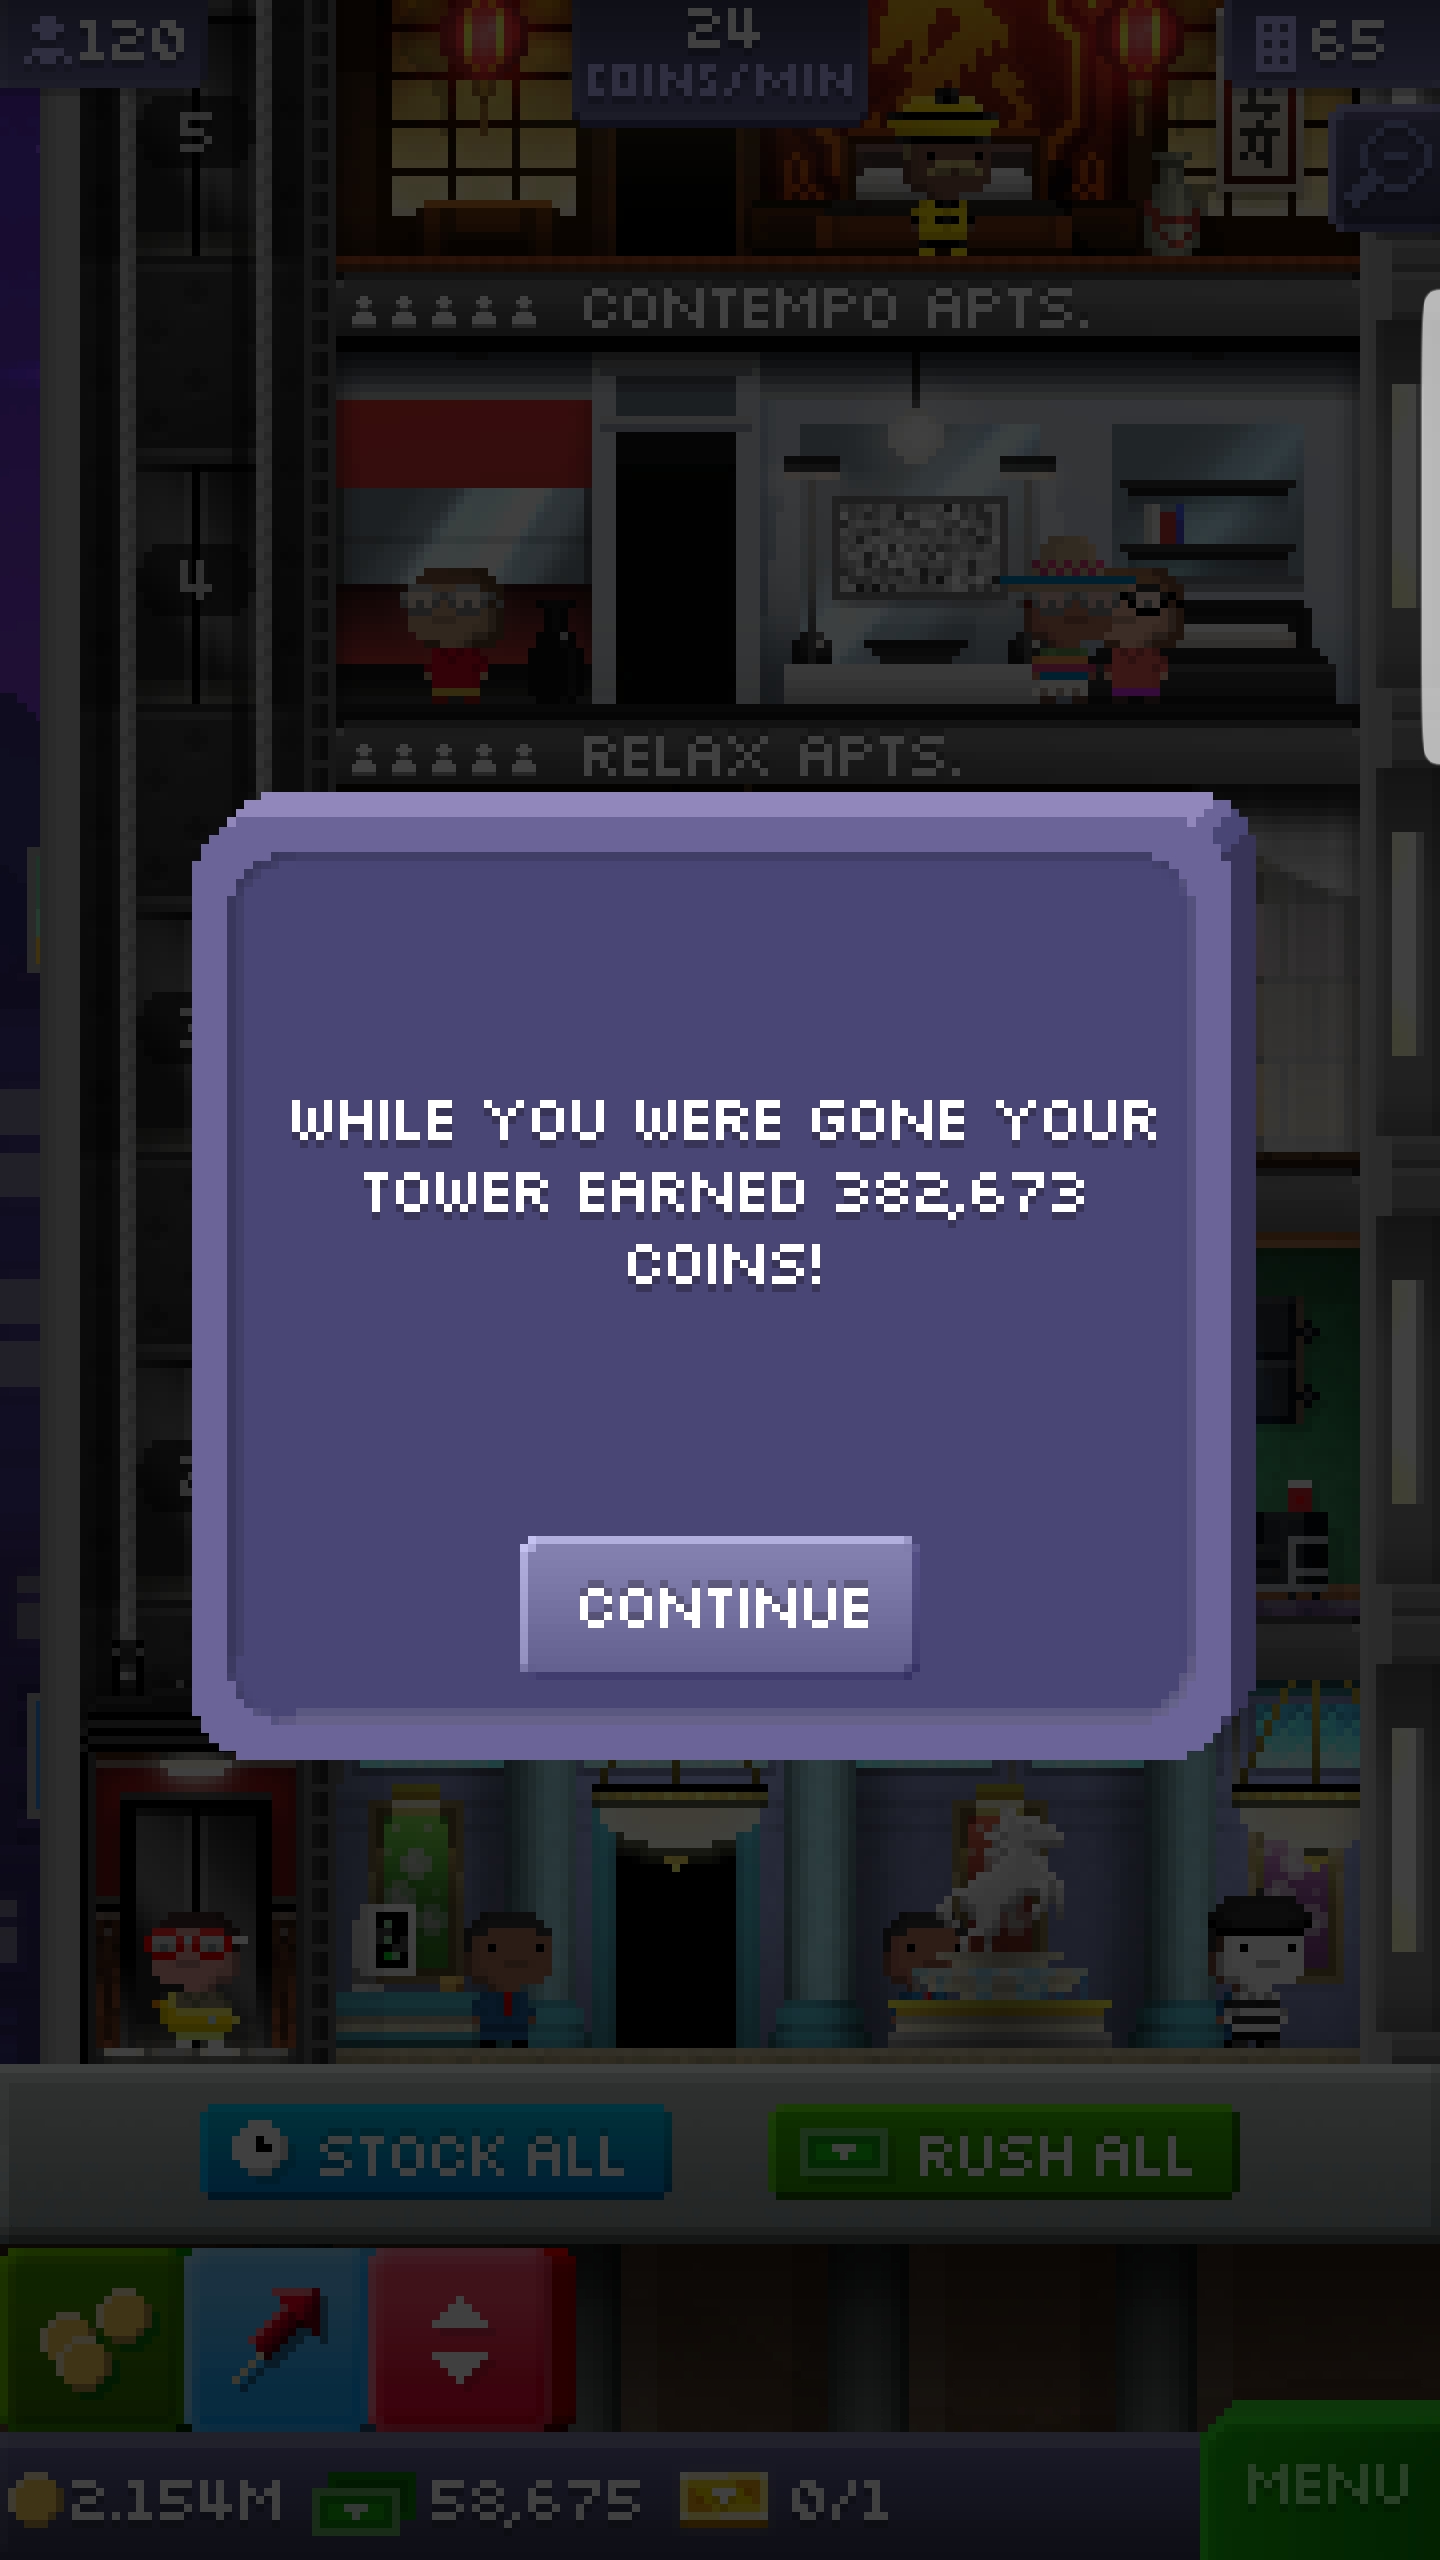 120
24
COINS/MIN
65
5
CONTEMPO APTS.
4
RELAX APTS.
WHILE YOU WERE GONE YOUR
TOWER EARNED 382,673
COINS!
CONTINUE
STOCK ALL
RUSH ALL
2.154M
58,675
0/1
MENU